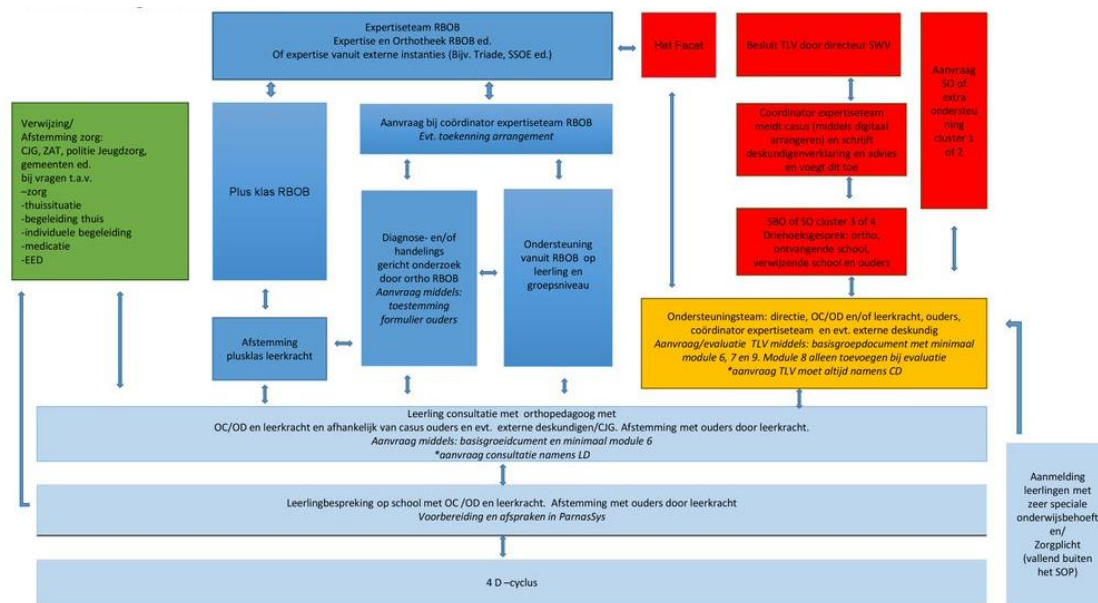 Expertiseteam RBOB
Expertise en Orthotheek RBOB ed.
Of expertise vanuit externe instanties (Bijv. Triade, SSOE ed.)
Het Facet
Besluit TLV door directeur SWV
Aanvraag
SO of
extra
ondersteu
ning
cluster 1
of 2
Verwijzing/
Afstemming zorg:
CJG, ZAT, politie Jeugdzorg,
gemeenten ed.
bij vragen t.a.v.
–zorg
-thuissituatie
-begeleiding thuis
-individuele begeleiding
-medicatie
-EED
Plus klas RBOB
Aanvraag bij coördinator expertiseteam RBOB
Evt. toekenning arrangement
Coordinator expertiseteam
meldt casus (middels digitaal
arrangeren) en schrijft
deskundigenverklaring en advies
en voegt dit toe
Diagnose- en/of
handelings
gericht onderzoek
door ortho RBOB
Aanvraag middels:
toestemming
formulier ouders
Ondersteuning
vanuit RBOB op
leerling en
groepsniveau
SBO of SO cluster 3 of 4
Driehoeksgesprek: ortho,
ontvangende school,
verwijzende school en ouders
Afstemming
plusklas leerkracht
Ondersteuningsteam: directie, OC/OD en/of leerkracht, ouders,
coördinator expertiseteam en evt. externe deskundig
Aanvraag/evaluatie TLV middels: basisgroepdocument met minimaal
module 6, 7 en 9. Module 8 alleen toevoegen bij evaluatie
*aanvraag TLV moet altijd namens CD
Leerling consultatie met orthopedagoog met
OC/OD en leerkracht en afhankelijk van casus ouders en evt. externe deskundigen/CJG. Afstemming met ouders door leerkracht.
Aanvraag middels: basisgroeidcument en minimaal module 6
*aanvraag consultatie namens LD
Leerlingbespreking op school met OC /OD en leerkracht. Afstemming met ouders door leerkracht
Voorbereiding en afspraken in ParnasSys
Aanmelding
leerlingen met
zeer speciale
onderwijsbehoeft
en/
Zorgplicht
(vallend buiten
het SOP)
4 D –cyclus